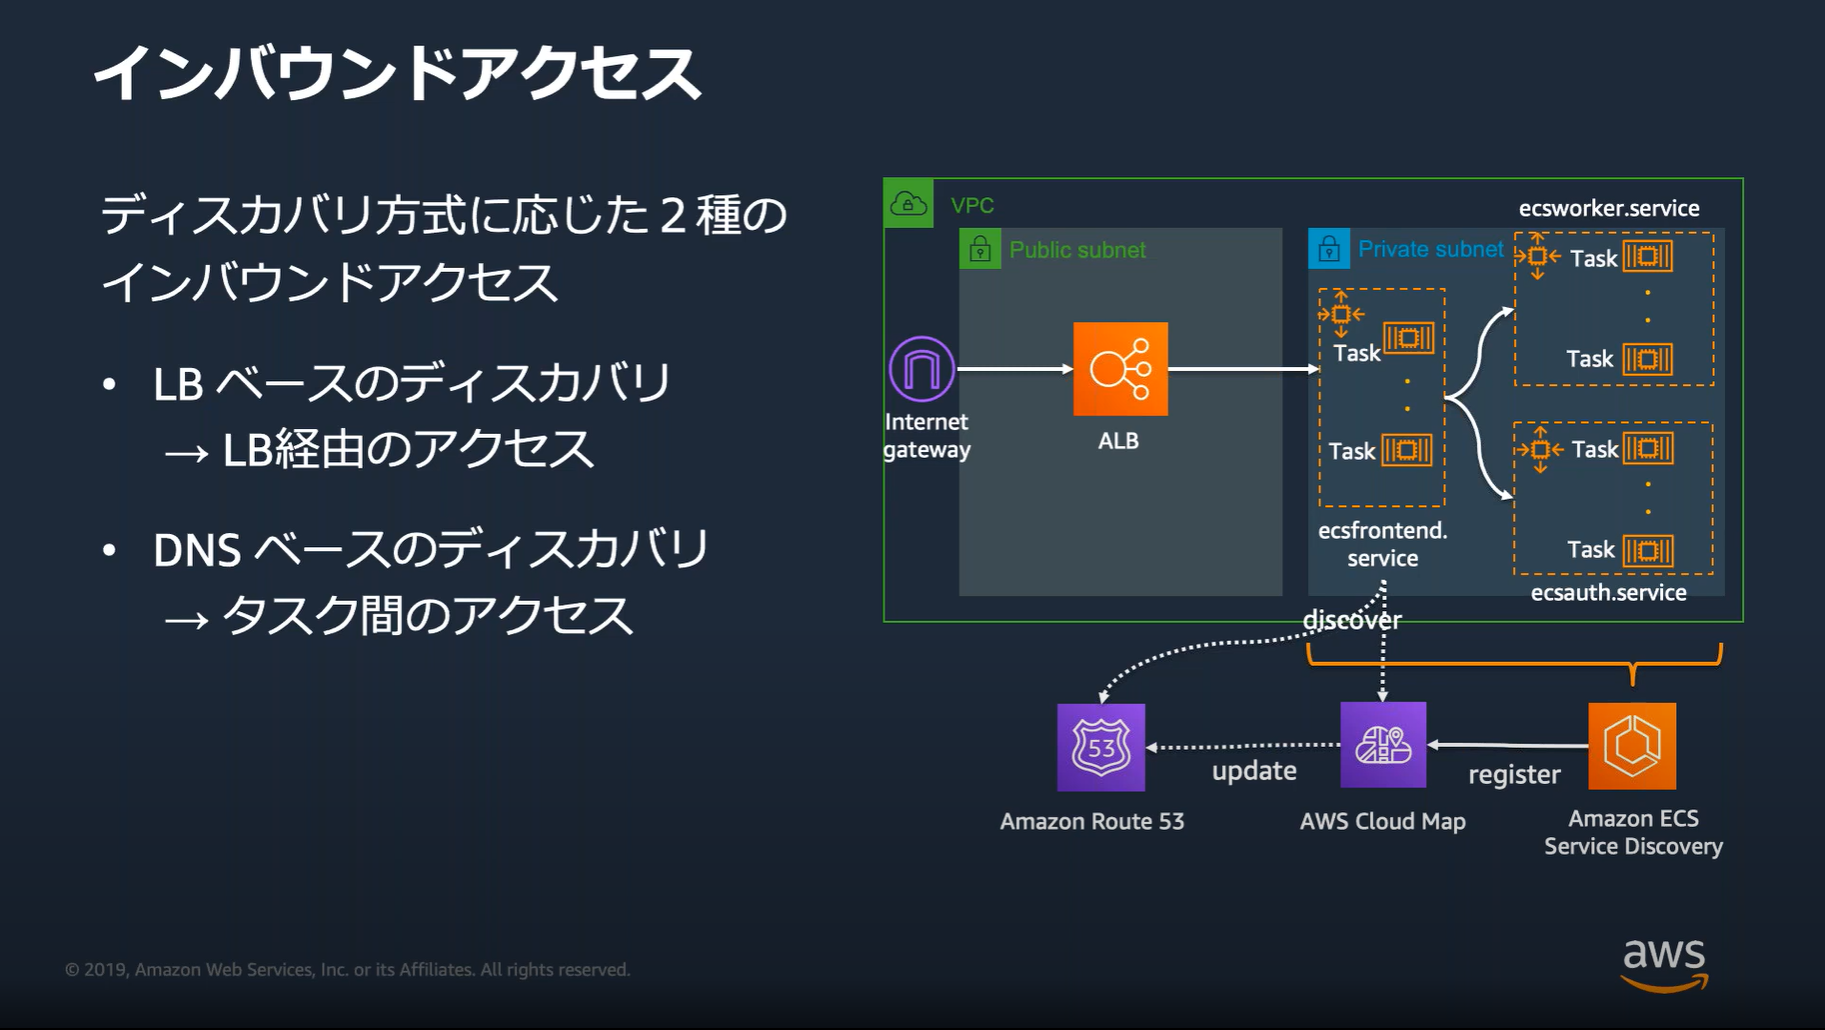 インバウンドアクセス
ディスカバリ方式に応じた２種の
インバウンドアクセス
• LB ベースのディスカバリ
→ LB経由のアクセス
• DNS ベースのディスカバリ
→ タスク間のアクセス
VPC
Public subnet
Private subnet
ecsworker.service
Task
Task
Internet
gateway
ALB
Task
Task
ecsfrontend.
service
Task
Task
ecsauth.service
discover
53
update
register
Amazon Route 53
AWS Cloud Map
Amazon ECS
Service Discovery
© 2019, Amazon Web Services, Inc. or its Affiliates. All rights reserved.
aws